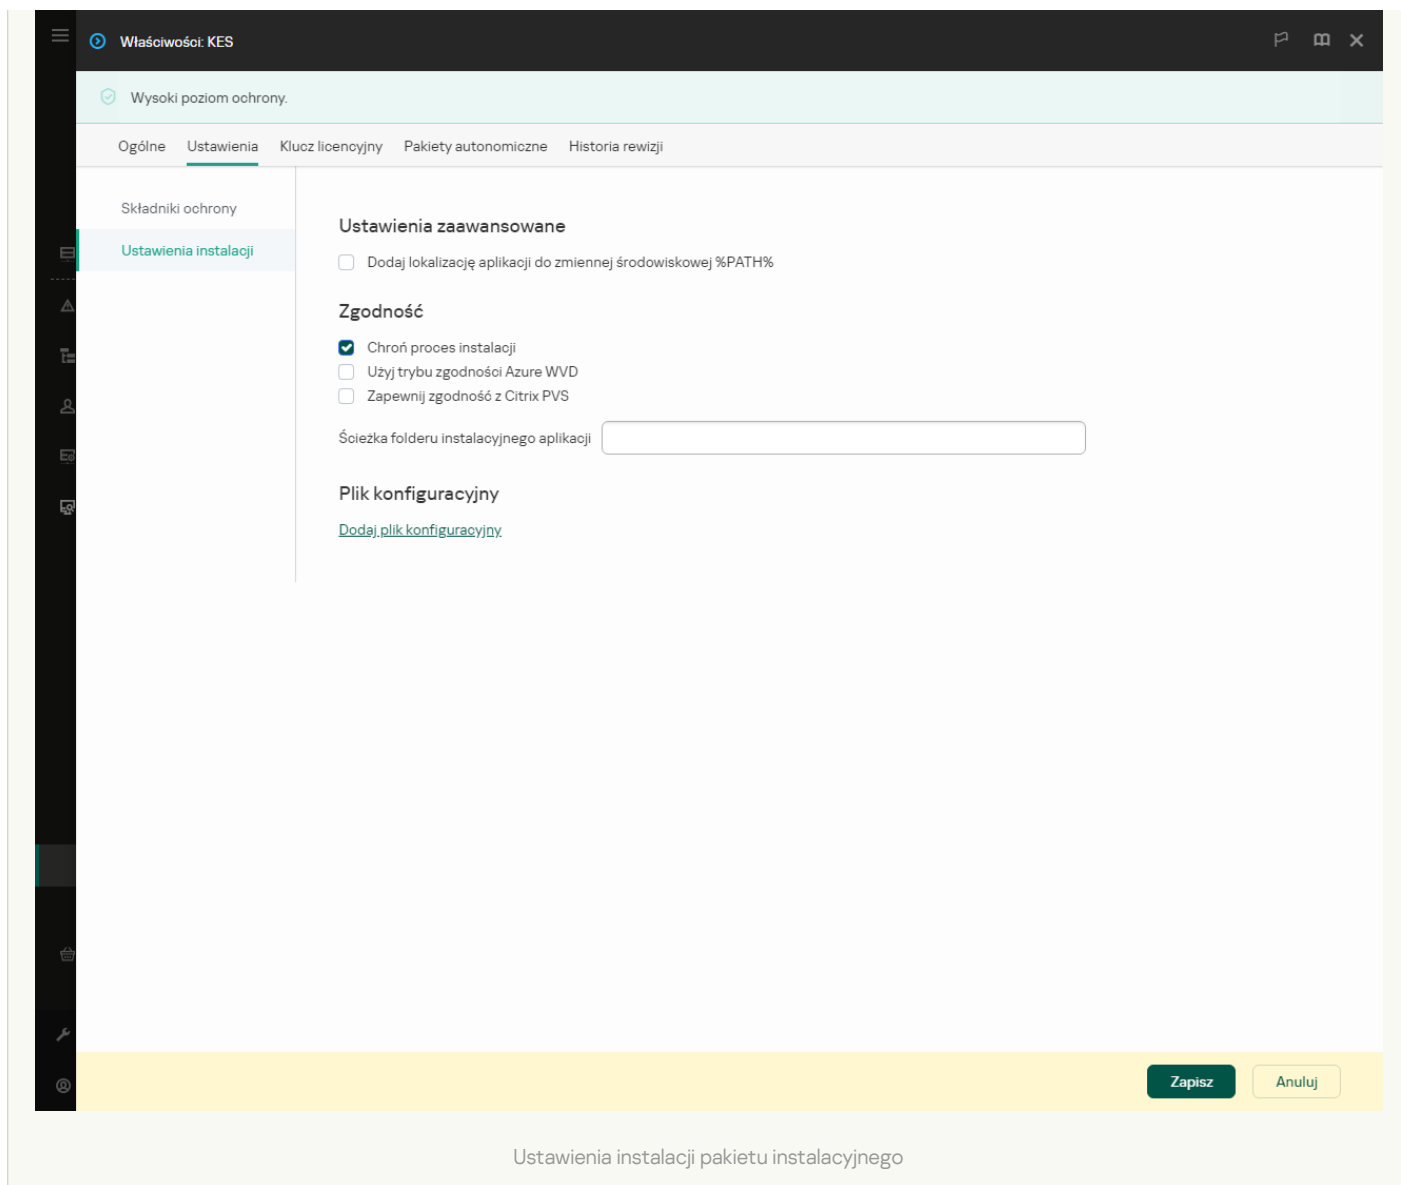 Właściwości: KES
Wysoki poziom ochrony.
Ogólne Ustawienia Klucz licencyjny Pakiety autonomiczne Historia rewizji
Składniki ochrony
Ustawienia instalacji
Ustawienia zaawansowane
Dodaj lokalizację aplikacji do zmiennej środowiskowej %PATH%
Zgodność
Chroń proces instalacji
Użyj trybu zgodności Azure WVD
Zapewnij zgodność z Citrix PVS
Ścieżka folderu instalacyjnego aplikacji
Plik konfiguracyjny
Dodaj plik konfiguracyjny
Zapisz Anuluj
Ustawienia instalacji pakietu instalacyjnego